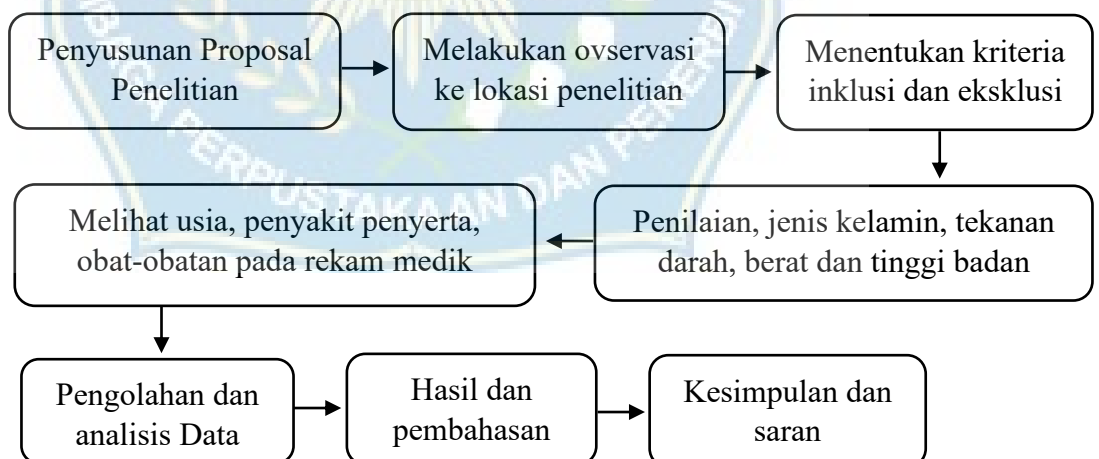 Penyusunan Proposal
Penelitian
Melakukan ovservasi
ke lokasi penelitian
Menentukan kriteria
inklusi dan eksklusi
Penilaian, jenis kelamin, tekanan
darah, berat dan tinggi badan
Melihat usia, penyakit penyerta,
obat-obatan pada rekam medik
Pengolahan dan
analisis Data
Hasil dan
pembahasan
Kesimpulan dan
saran
PERPUSTAKAAN DAN